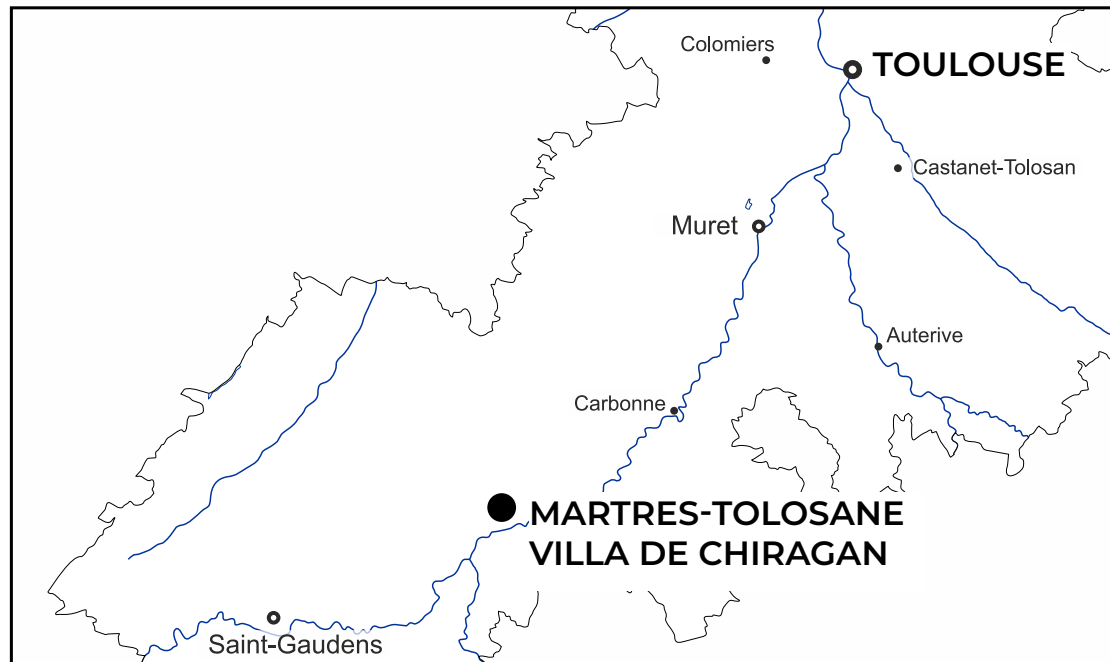 Colomiers
TOULOUSE
Castanet-Tolosan
Muret
Auterive
Carbonne
MARTRES-TOLOSANE
VILLA DE CHIRAGAN
Saint-Gaudens